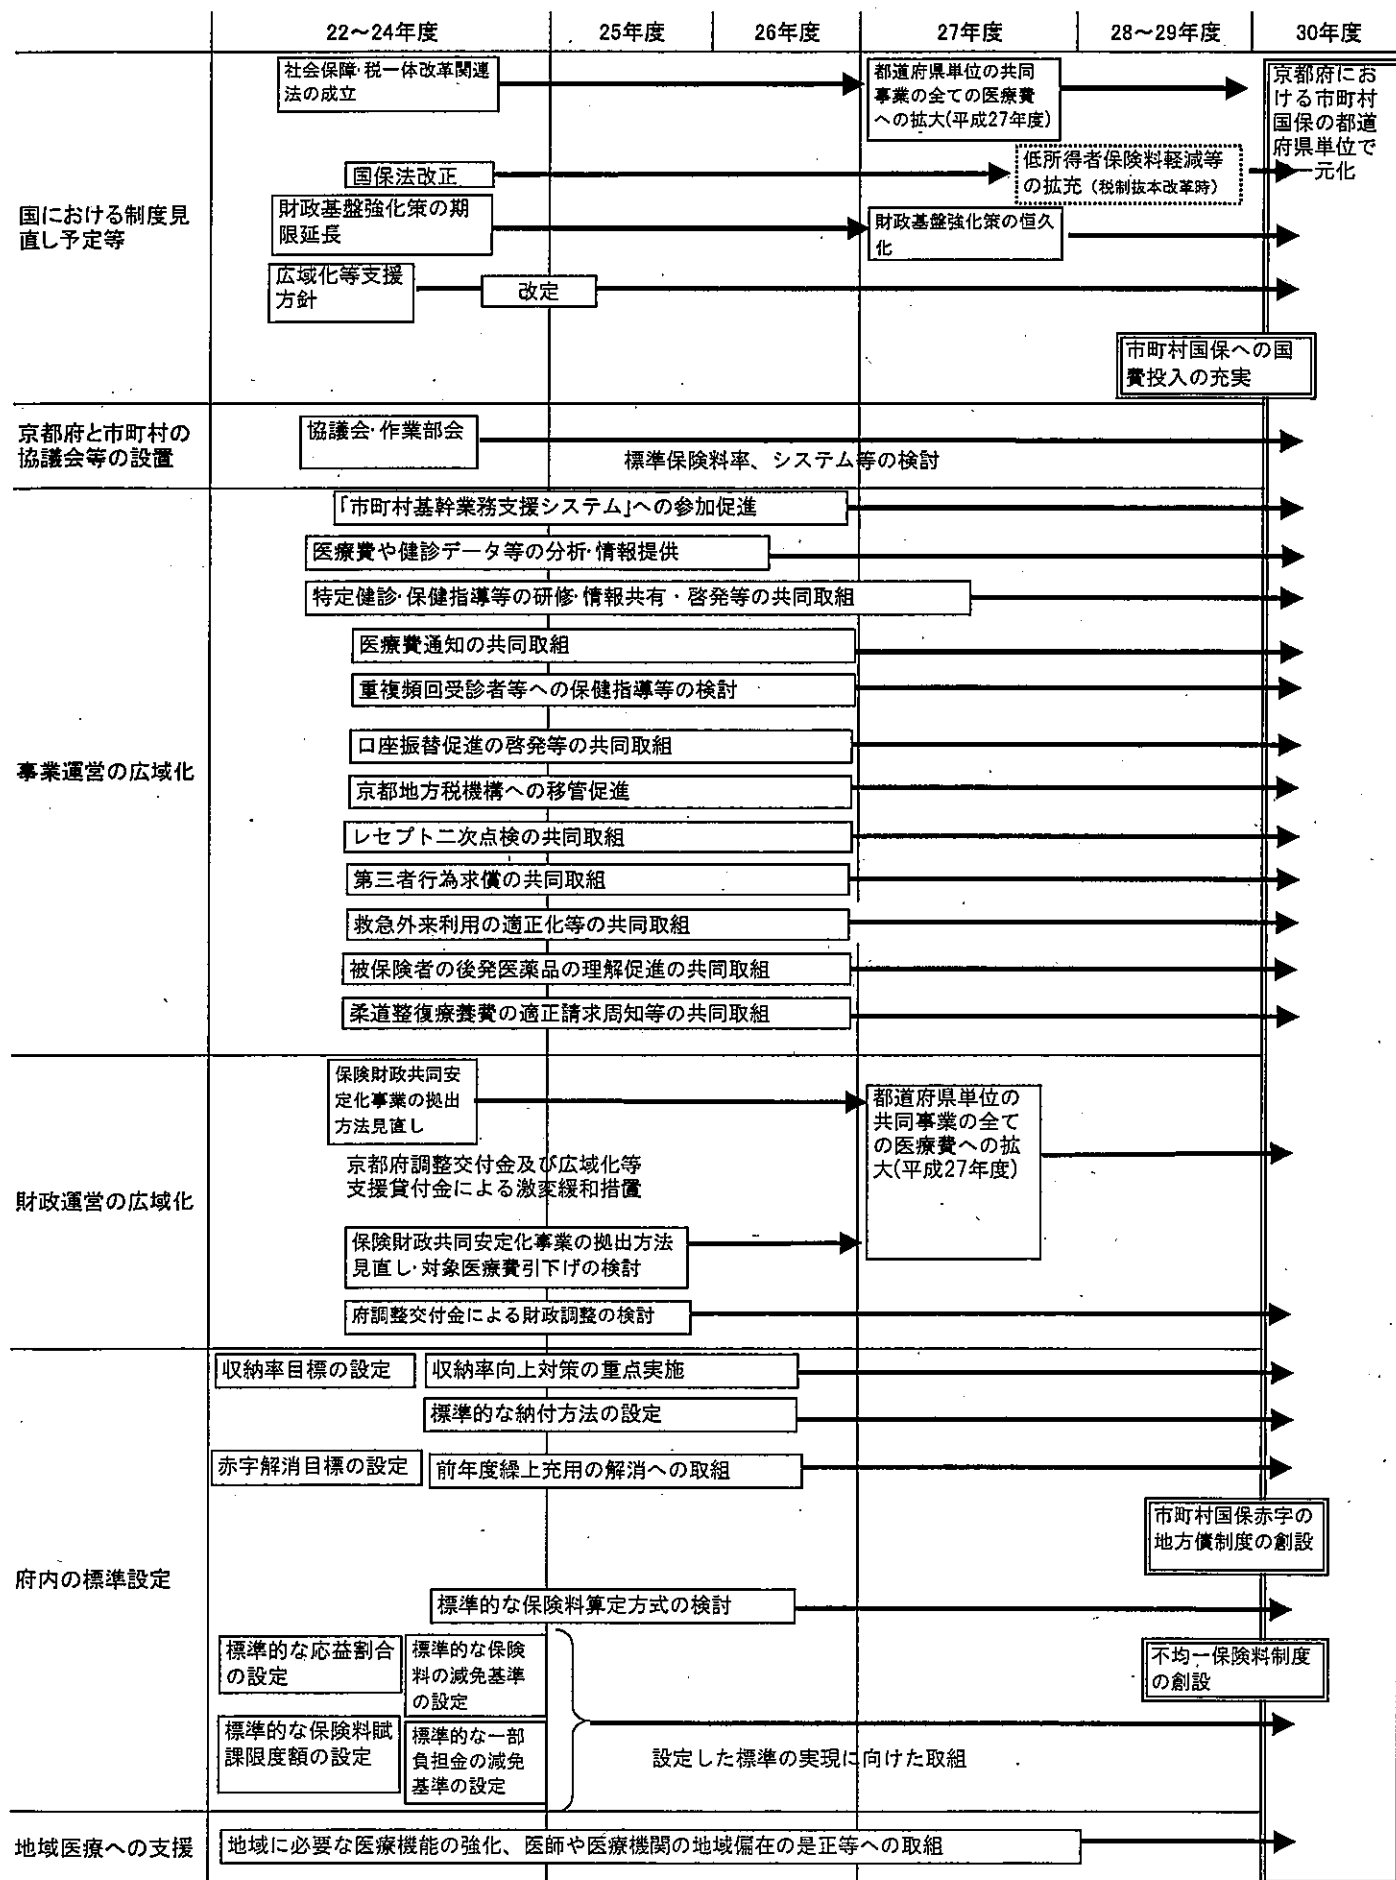 22～24年度
25年度
26年度
27年度
28～29年度
30年度
国における制度見
直し予定等
社会保障・税一体改革関連
法の成立
都道府県単位の共同
事業の全ての医療費
への拡大(平成27年度)
京都府にお
ける市町村
国保の都道
府県単位で
一元化
国保法改正
低所得者保険料軽減等
の拡充（税制抜本改革時）
財政基盤強化策の期
限延長
財政基盤強化策の恒久
化
広域化等支援
方針
改定
市町村国保への国
費投入の充実
京都府と市町村の
協議会等の設置
協議会・作業部会
標準保険料率、システム等の検討
事業運営の広域化
「市町村基幹業務支援システム」への参加促進
医療費や健診データ等の分析・情報提供
特定健診・保健指導等の研修・情報共有・啓発等の共同取組
医療費通知の共同取組
重複頻回受診者等への保健指導等の検討
口座振替促進の啓発等の共同取組
京都地方税機構への移管促進
レセプト二次点検の共同取組
第三者行為求償の共同取組
救急外来利用の適正化等の共同取組
被保険者の後発医薬品の理解促進の共同取組
柔道整復療養費の適正請求周知等の共同取組
財政運営の広域化
保険財政共同安
定化事業の拠出
方法見直し
都道府県単位の
共同事業の全て
の医療費への拡
大(平成27年度)
京都府調整交付金及び広域化等
支援貸付金による激変緩和措置
保険財政共同安定化事業の拠出方法
見直し・対象医療費引下げの検討
府調整交付金による財政調整の検討
府内の標準設定
収納率目標の設定
収納率向上対策の重点実施
標準的な納付方法の設定
赤字解消目標の設定
前年度繰上充用の解消への取組
市町村国保赤字の
地方債制度の創設
標準的な保険料算定方式の検討
標準的な応益割合
の設定
標準的な保険
料の減免基準
の設定
不均一保険料制度
の創設
標準的な保険料賦
課限度額の設定
標準的な一部
負担金の減免
基準の設定
設定した標準の実現に向けた取組
地域医療への支援
地域に必要な医療機能の強化、医師や医療機関の地域偏在の是正等への取組